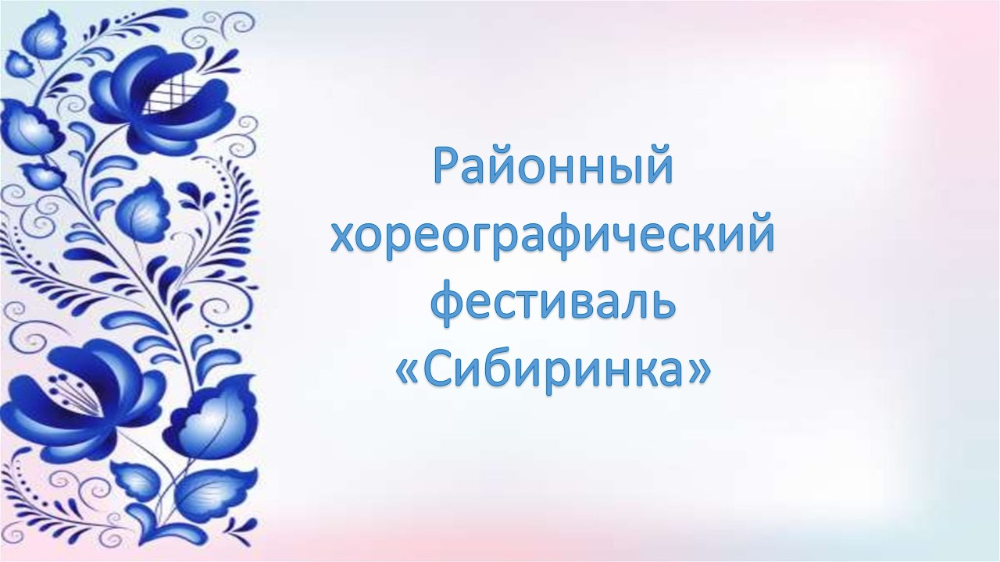 Районный
хореографический
фестиваль
«Сибиринка»